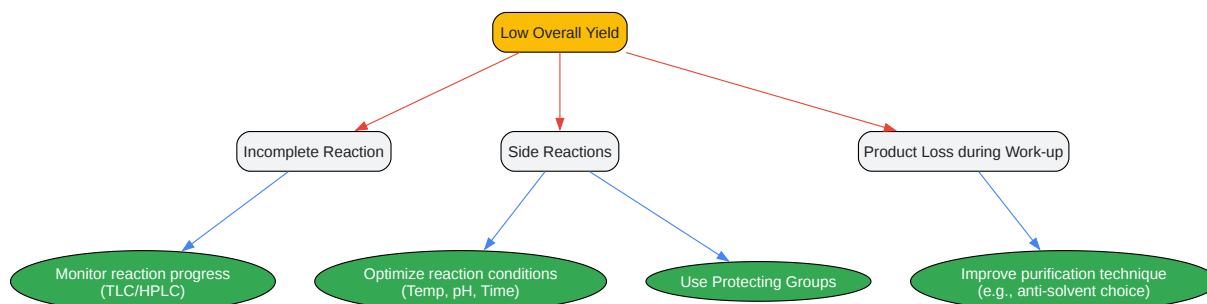 Low Overall Yield
Incomplete Reaction
Side Reactions
Product Loss during Work-up
Monitor reaction progress
(TLC/HPLC)
Optimize reaction conditions
(Temp, pH, Time)
Use Protecting Groups
Improve purification technique
(e.g., anti-solvent choice)